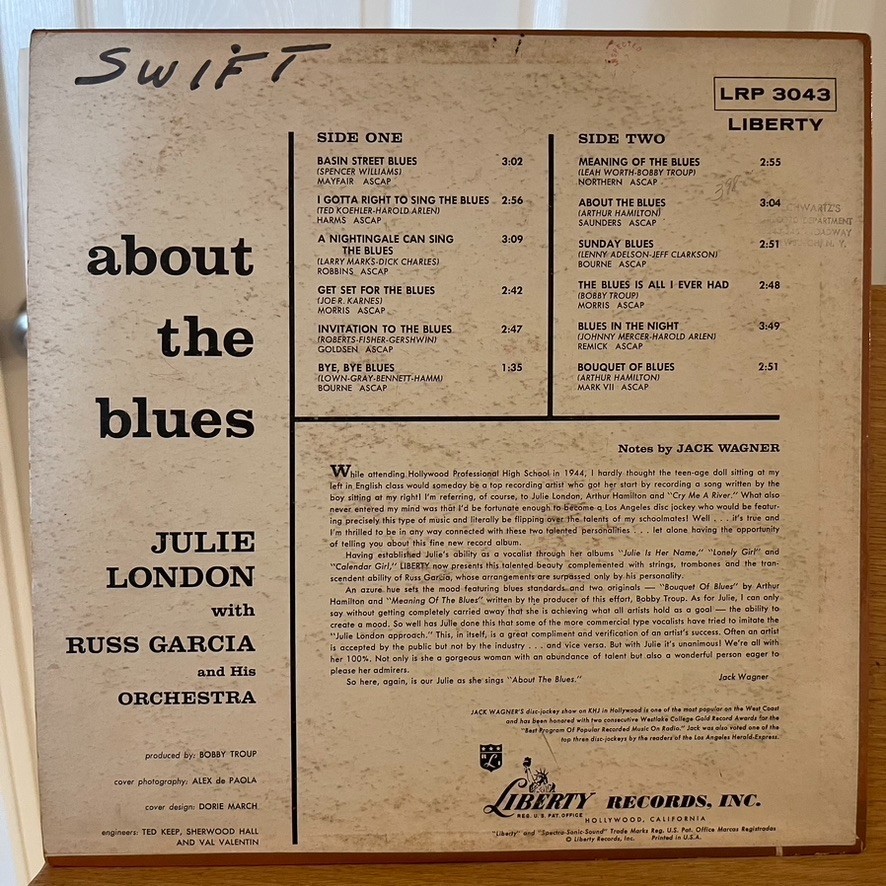 SWIFT
LRP 3043
LIBERTY
about
the
blues
JULIE
LONDON
with
RUSS GARCIA
and His
ORCHESTRA
produced by: BOBBY TROUP
cover photography: ALEX de PAOLA
cover design: DORIE MARCH
engineers: TED KEEP, SHERWOOD HALL
AND VAL VALENTIN
SIDE ONE
BASIN STREET BLUES 3:02
(SPENCER WILLIAMS)
MAYFAIR ASCAP
I GOTTA RIGHT TO SING THE BLUES 2:56
(TED KOEHLER-HAROLD ARLEN)
HARMS ASCAP
A NIGHTINGALE CAN SING 3:09
THE BLUES
(LARRY MARKS-DICK CHARLES)
ROBBINS ASCAP
GET SET FOR THE BLUES 2:42
(JOE R. KARNES)
MORRIS ASCAP
INVITATION TO THE BLUES 2:47
(ROBERTS-FISHER-GERSHWIN)
GOLDSEN ASCAP
BYE, BYE BLUES 1:35
(LOWN-GRAY-BENNETT-HAMM)
BOURNE ASCAP
SIDE TWO
MEANING OF THE BLUES 2:55
(LEAH WORTH-BOBBY TROUP)
NORTHERN ASCAP
398
ABOUT THE BLUES 3:04
(ARTHUR HAMILTON)
SAUNDERS ASCAP
SUNDAY BLUES 2:51
(LENNY ADELSON-JEFF CLARKSON)
BOURNE ASCAP
THE BLUES IS ALL I EVER HAD 2:48
(BOBBY TROUP)
MORRIS ASCAP
BLUES IN THE NIGHT 3:49
(JOHNNY MERCER-HAROLD ARLEN)
REMICK ASCAP
BOUQUET OF BLUES 2:51
(ARTHUR HAMILTON)
MARK VII ASCAP
DEPARTMENT
N. Y.
Notes by JACK WAGNER
While attending Hollywood Professional High School in 1944, I hardly thought the teen-age doll sitting at my
left in English class would someday be a top recording artist who got her start by recording a song written by the
boy sitting at my right! I'm referring, of course, to Julie London, Arthur Hamilton and "Cry Me A River." What also
never entered my mind was that I'd be fortunate enough to become a Los Angeles disc jockey who would be featur-
ing precisely this type of music and literally be flipping over the talents of my schoolmates! Well . . . it's true and
I'm thrilled to be in any way connected with these two talented personalities . . . let alone having the opportunity
of telling you about this fine new record album.
Having established Julie's ability as a vocalist through her albums "Julie Is Her Name," "Lonely Girl" and
"Calendar Girl," LIBERTY now presents this talented beauty complemented with strings, trombones and the tran-
scendent ability of Russ Garcia, whose arrangements are surpassed only by his personality.
An azure hue sets the mood featuring blues standards and two originals — "Bouquet Of Blues" by Arthur
Hamilton and "Meaning Of The Blues" written by the producer of this effort, Bobby Troup. As for Julie, I can only
say without getting completely carried away that she is achieving what all artists hold as a goal — the ability to
create a mood. So well has Julie done this that some of the more commercial type vocalists have tried to imitate the
"Julie London approach." This, in itself, is a great compliment and verification of an artist's success. Often an artist
is accepted by the public but not by the industry . . . and vice versa. But with Julie it's unanimous! We're all with
her 100%. Not only is she a gorgeous woman with an abundance of talent but also a wonderful person eager to
please her admirers.
So here, again, is our Julie as she sings "About The Blues." Jack Wagner
JACK WAGNER'S disc-jockey show on KHJ in Hollywood is one of the most popular on the West Coast
and has been honored with two consecutive Westlake College Gold Record Awards for the
"Best Program Of Popular Recorded Music On Radio." Jack was also voted one of the
top three disc-jockeys by the readers of the Los Angeles Herald-Express.
LIBERTY RECORDS, INC.
REG. U.S. PAT. OFFICE HOLLYWOOD, CALIFORNIA
"Liberty" and "Spectra-Sonic-Sound" Trade Marks Reg. U.S. Pat. Office Marcas Registradas
© Liberty Records, Inc. Printed in U.S.A.